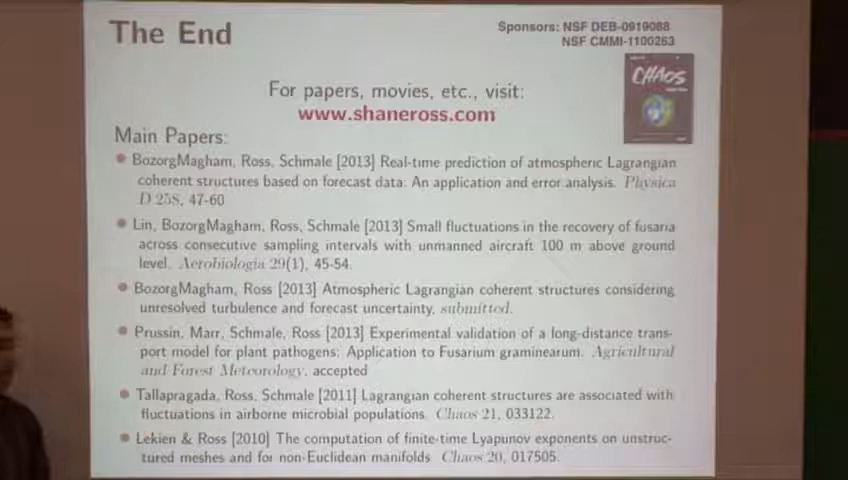 The End
Sponsors: NSF DEB-0919088
NSF CMMI-1100263
CHAOS
For papers, movies, etc., visit:
www.shaneross.com
Main Papers:
BozorgMagham, Ross, Schmale [2013] Real-time prediction of atmospheric Lagrangian
coherent structures based on forecast data: An application and error analysis. Physica
D 258, 47-60
Lin, BozorgMagham, Ross, Schmale [2013] Small fluctuations in the recovery of fusaria
across consecutive sampling intervals with unmanned aircraft 100 m above ground
level. Aerobiologia 29(1), 45-54.
BozorgMagham, Ross [2013] Atmospheric Lagrangian coherent structures considering
unresolved turbulence and forecast uncertainty, submitted.
Prussin, Marr, Schmale, Ross [2013] Experimental validation of a long-distance trans-
port model for plant pathogens: Application to Fusarium graminearum. Agricultural
and Forest Meteorology, accepted
Tallapragada, Ross, Schmale [2011] Lagrangian coherent structures are associated with
fluctuations in airborne microbial populations. Chaos 21, 033122.
Lekien & Ross [2010] The computation of finite-time Lyapunov exponents on unstruc-
tured meshes and for non-Euclidean manifolds. Chaos 20, 017505.